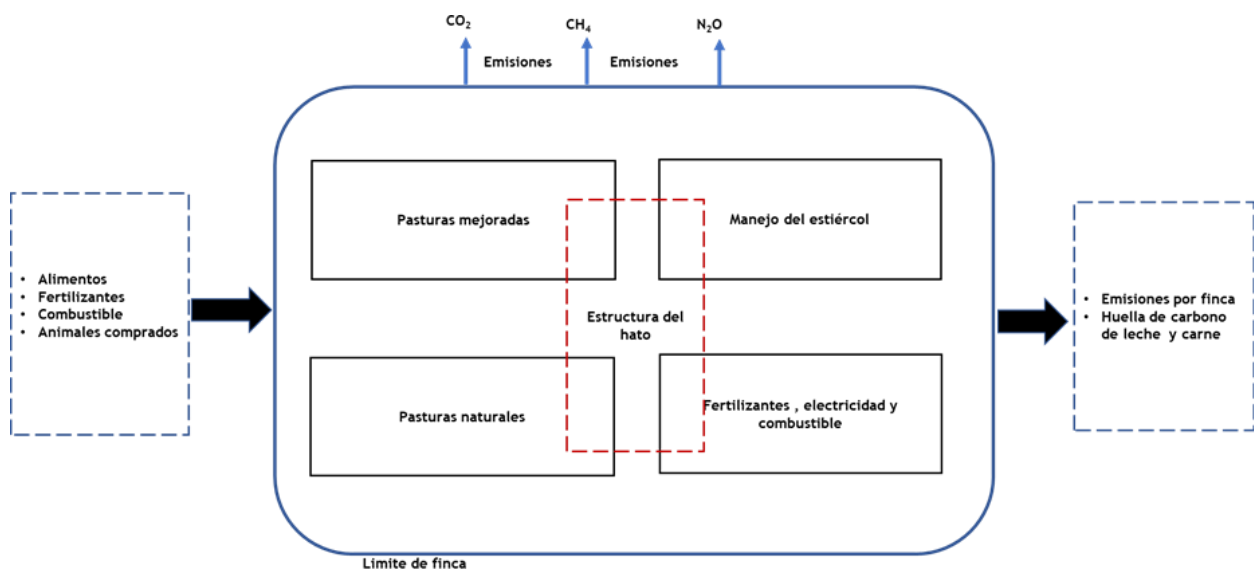 CO₂
CH₄
N₂O
Emisiones
Emisiones
• Alimentos
• Fertilizantes
• Combustible
• Animales comprados
Pasturas mejoradas
Manejo del estiércol
Estructura del
hato
Pasturas naturales
Fertilizantes , electricidad y
combustible
• Emisiones por finca
• Huella de carbono
de leche y carne
Limite de finca